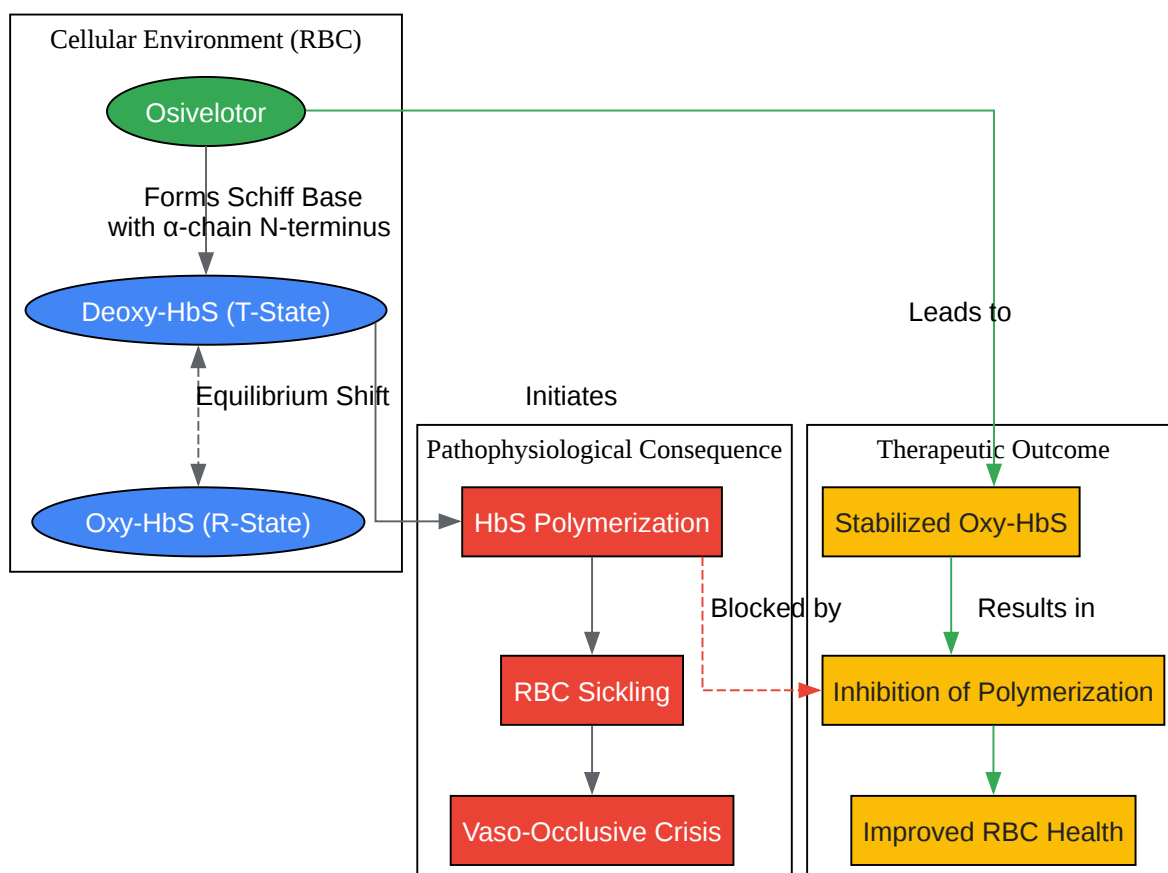 Cellular Environment (RBC)
Osivelotor
Forms Schiff Base
with α-chain N-terminus
Deoxy-HbS (T-State)
Leads to
Equilibrium Shift
Initiates
Pathophysiological Consequence
Therapeutic Outcome
Oxy-HbS (R-State)
HbS Polymerization
Stabilized Oxy-HbS
Blocked by
Results in
RBC Sickling
Inhibition of Polymerization
Vaso-Occlusive Crisis
Improved RBC Health